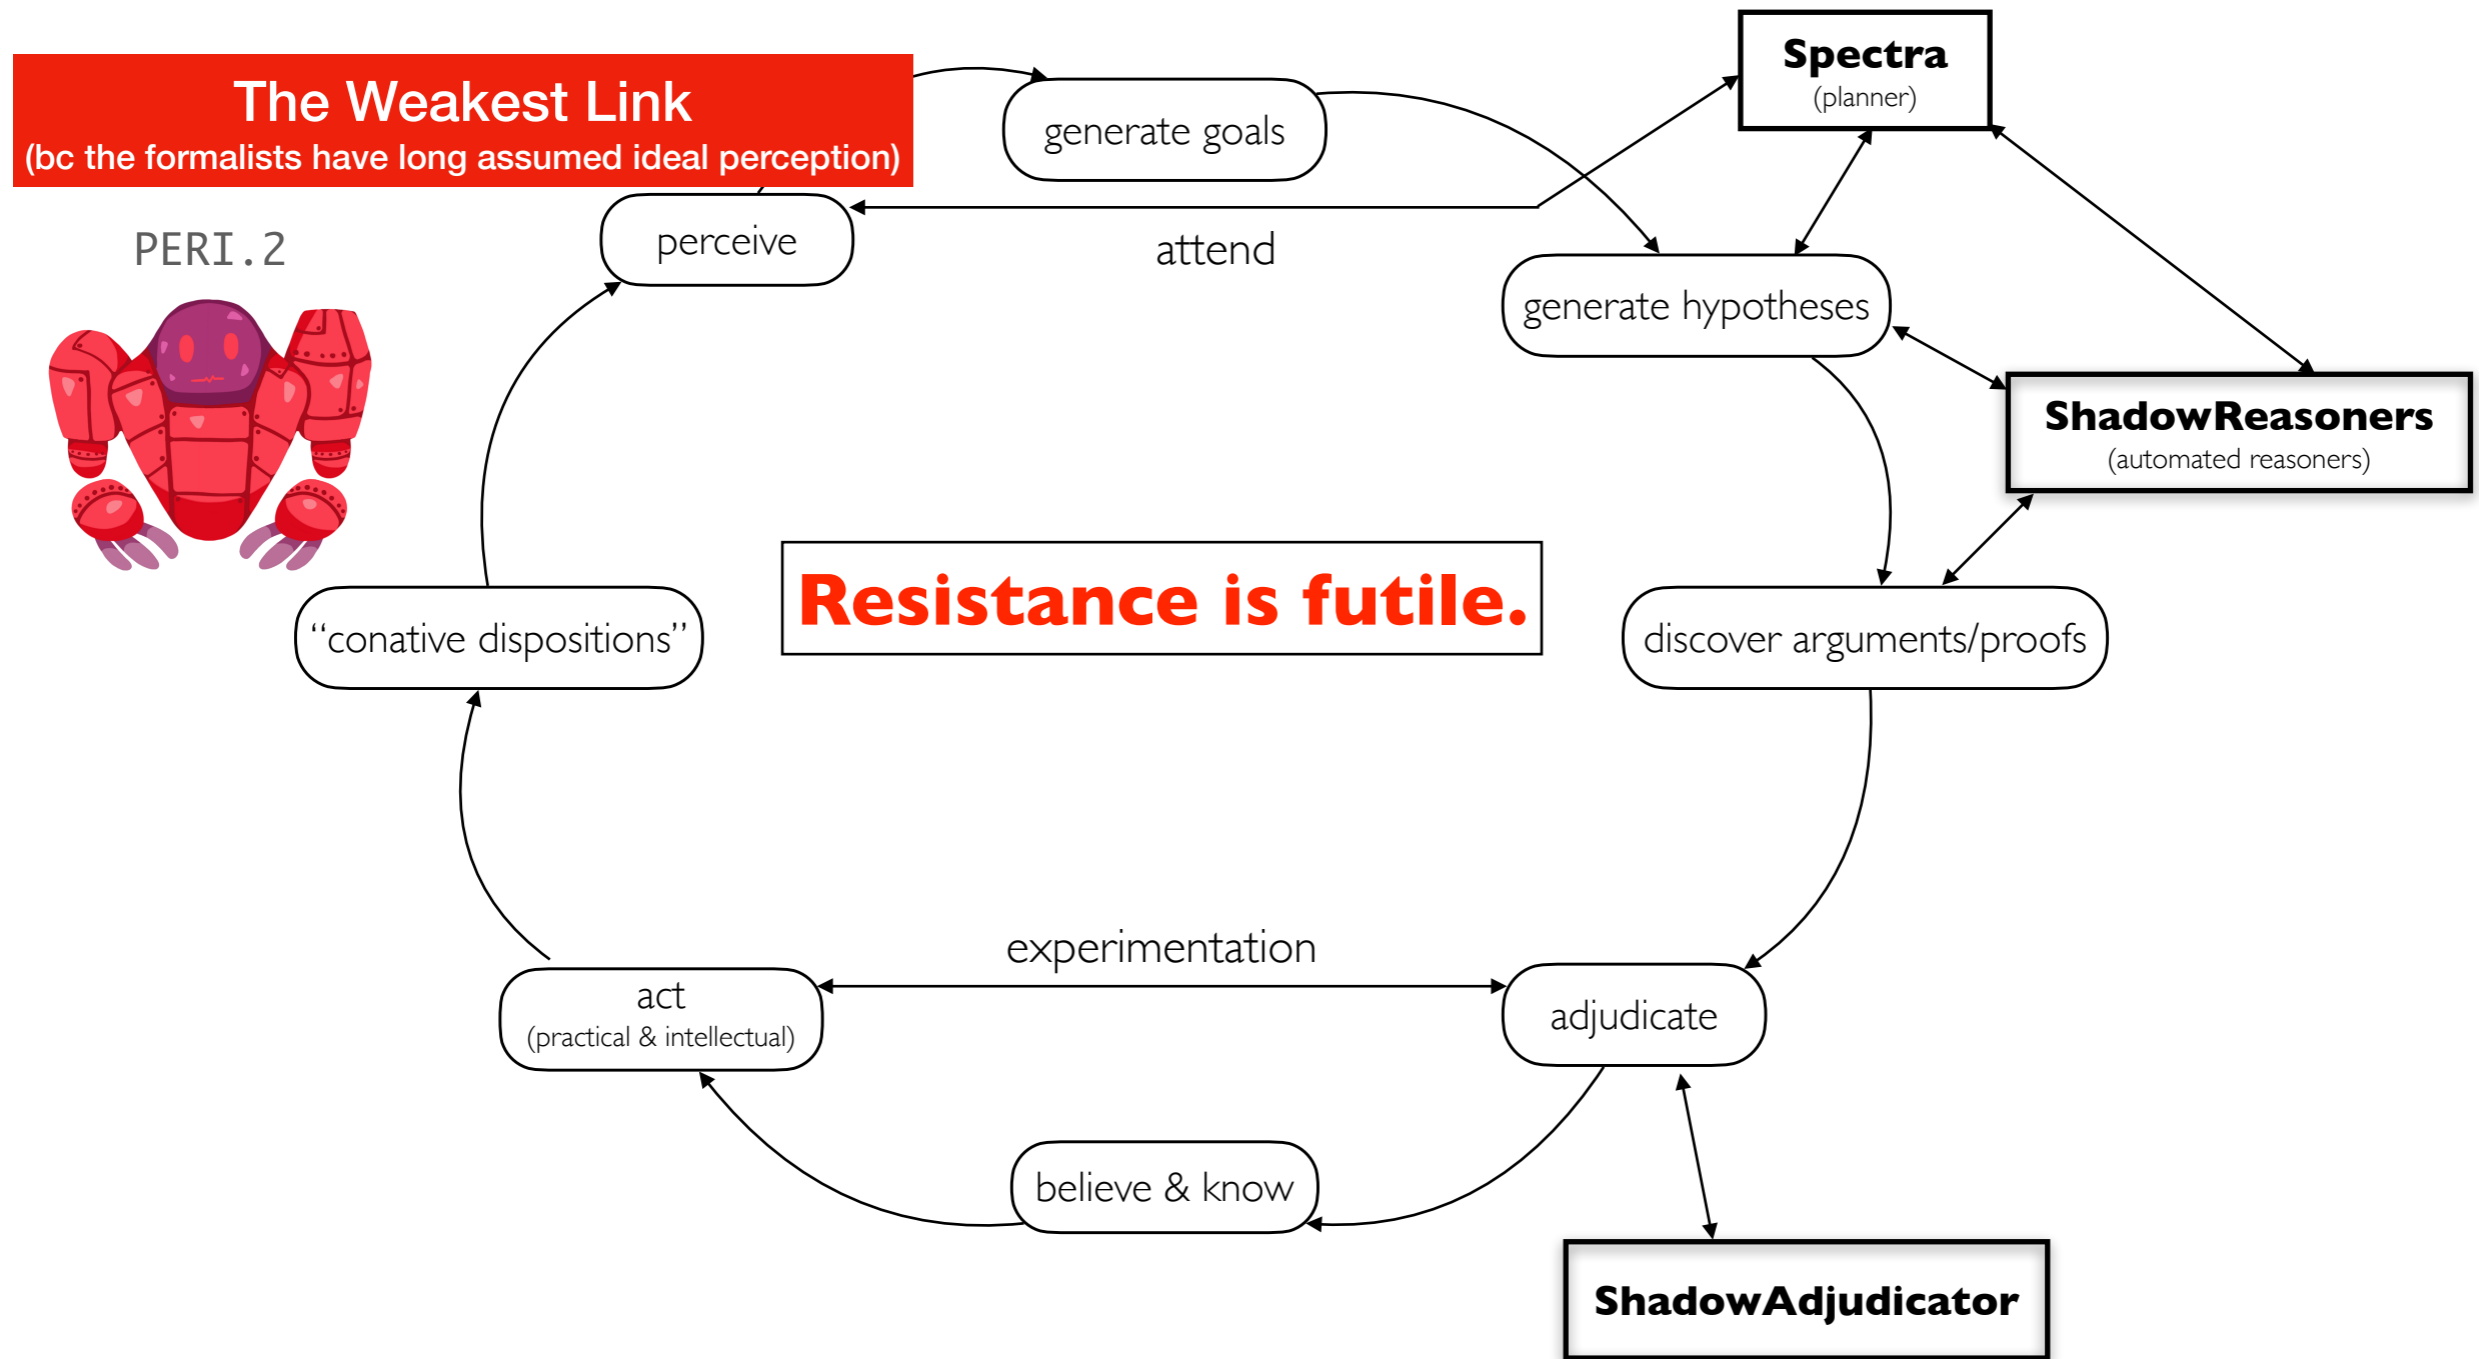 The Weakest Link
(bc the formalists have long assumed ideal perception)
generate goals
Spectra
(planner)
PERI.2
perceive
attend
generate hypotheses
ShadowReasoners
(automated reasoners)
Resistance is futile.
“conative dispositions”
discover arguments/proofs
experimentation
act
(practical & intellectual)
adjudicate
believe & know
ShadowAdjudicator